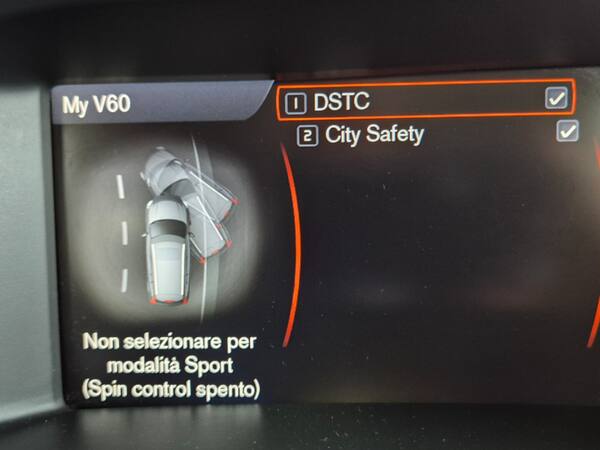 My V60
1 DSTC
2 City Safety
Non selezionare per
modalità Sport
(Spin control spento)